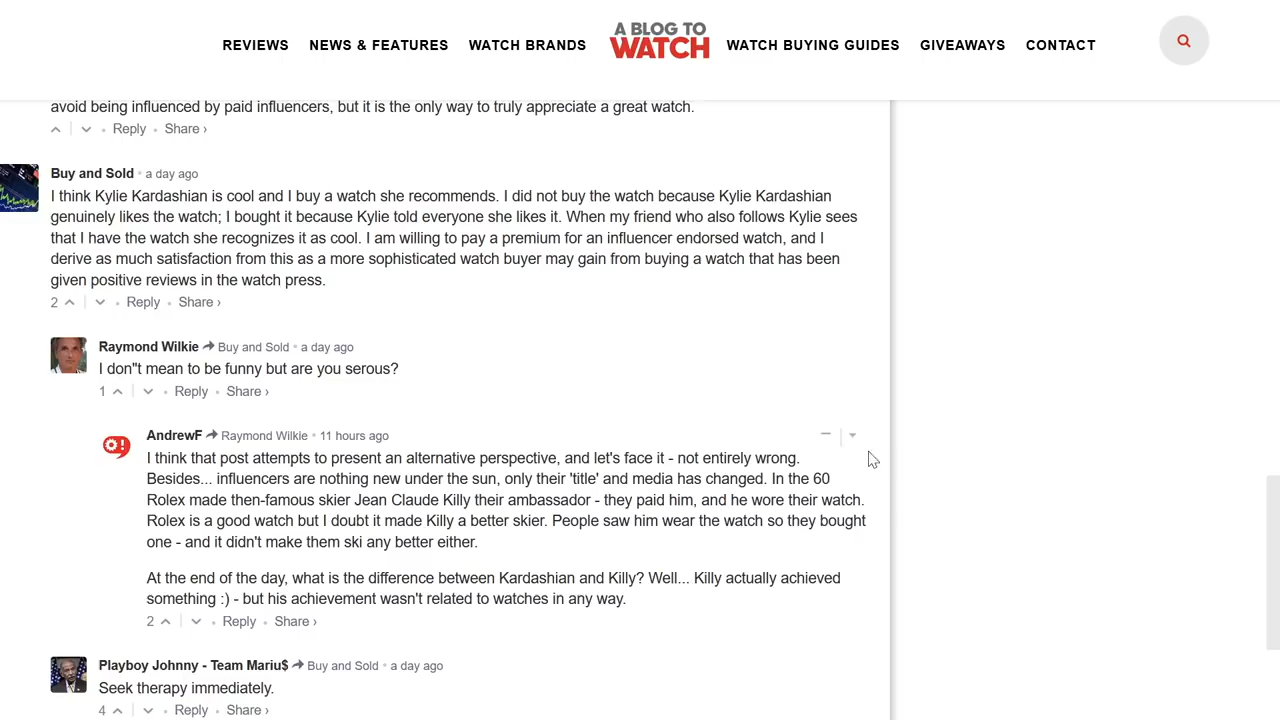 REVIEWS NEWS & FEATURES WATCH BRANDS A BLOG TO WATCH WATCH BUYING GUIDES GIVEAWAYS CONTACT
avoid being influenced by paid influencers, but it is the only way to truly appreciate a great watch.
Reply • Share ›
Buy and Sold • a day ago
I think Kylie Kardashian is cool and I buy a watch she recommends. I did not buy the watch because Kylie Kardashian
genuinely likes the watch; I bought it because Kylie told everyone she likes it. When my friend who also follows Kylie sees
that I have the watch she recognizes it as cool. I am willing to pay a premium for an influencer endorsed watch, and I
derive as much satisfaction from this as a more sophisticated watch buyer may gain from buying a watch that has been
given positive reviews in the watch press.
2 • Reply • Share ›
Raymond Wilkie Buy and Sold • a day ago
I don"t mean to be funny but are you serous?
1 • Reply • Share ›
AndrewF Raymond Wilkie • 11 hours ago
I think that post attempts to present an alternative perspective, and let's face it - not entirely wrong.
Besides... influencers are nothing new under the sun, only their 'title' and media has changed. In the 60
Rolex made then-famous skier Jean Claude Killy their ambassador - they paid him, and he wore their watch.
Rolex is a good watch but I doubt it made Killy a better skier. People saw him wear the watch so they bought
one - and it didn't make them ski any better either.
At the end of the day, what is the difference between Kardashian and Killy? Well... Killy actually achieved
something :) - but his achievement wasn't related to watches in any way.
2 • Reply • Share ›
Playboy Johnny - Team Mariu$ Buy and Sold • a day ago
Seek therapy immediately.
4 • Reply • Share ›